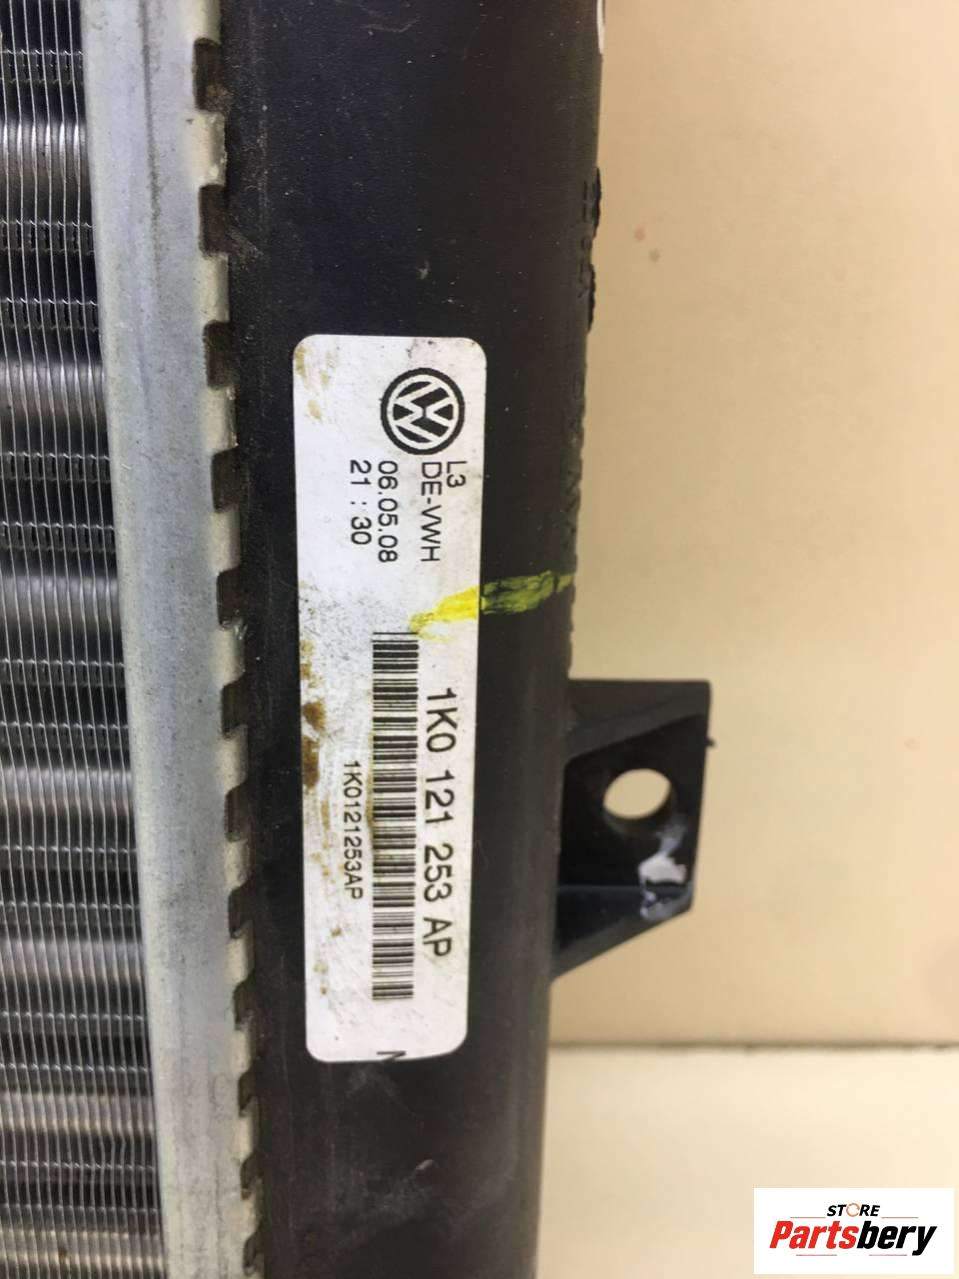 L3
DE-VWH
06.05.08
21 : 30
1K0 121 253 AP
1K0121253AP
N
STORE
Partsbery